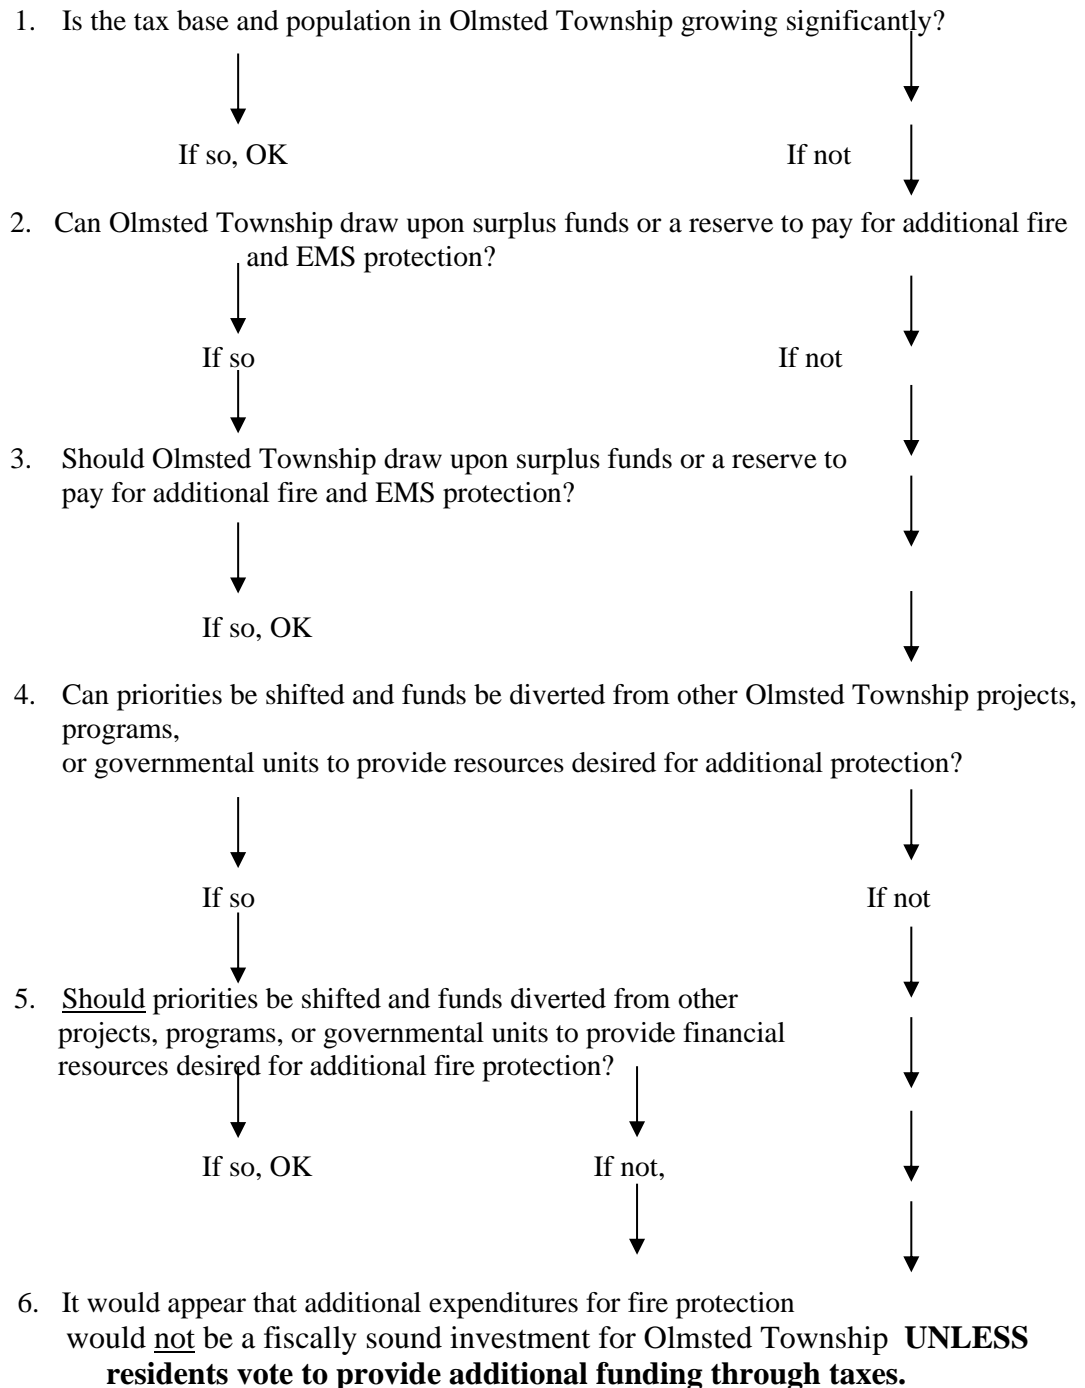 1. Is the tax base and population in Olmsted Township growing significantly?
If so, OK If not
2. Can Olmsted Township draw upon surplus funds or a reserve to pay for additional fire
and EMS protection?
If so If not
3. Should Olmsted Township draw upon surplus funds or a reserve to
pay for additional fire and EMS protection?
If so, OK
4. Can priorities be shifted and funds be diverted from other Olmsted Township projects,
programs,
or governmental units to provide resources desired for additional protection?
If so If not
5. Should priorities be shifted and funds diverted from other
projects, programs, or governmental units to provide financial
resources desired for additional fire protection?
If so, OK If not,
6. It would appear that additional expenditures for fire protection
would not be a fiscally sound investment for Olmsted Township UNLESS
residents vote to provide additional funding through taxes.